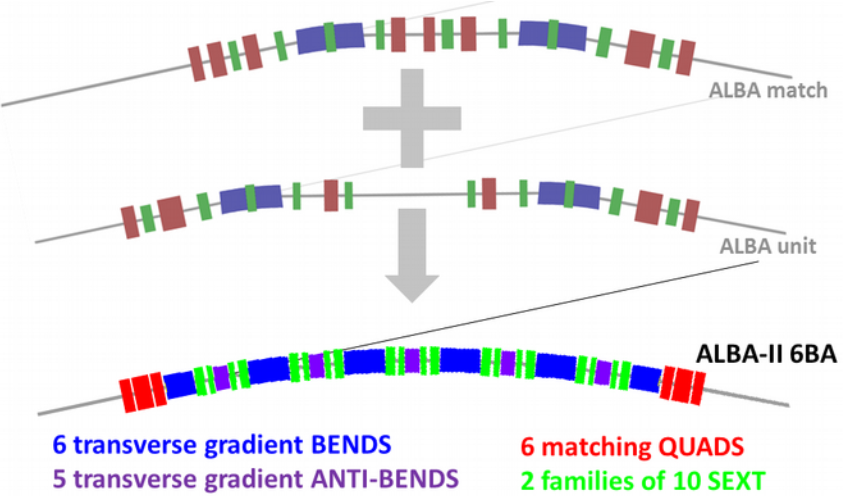 ALBA match
ALBA unit
ALBA-II 6BA
6 transverse gradient BENDS
5 transverse gradient ANTI-BENDS
6 matching QUADS
2 families of 10 SEXT